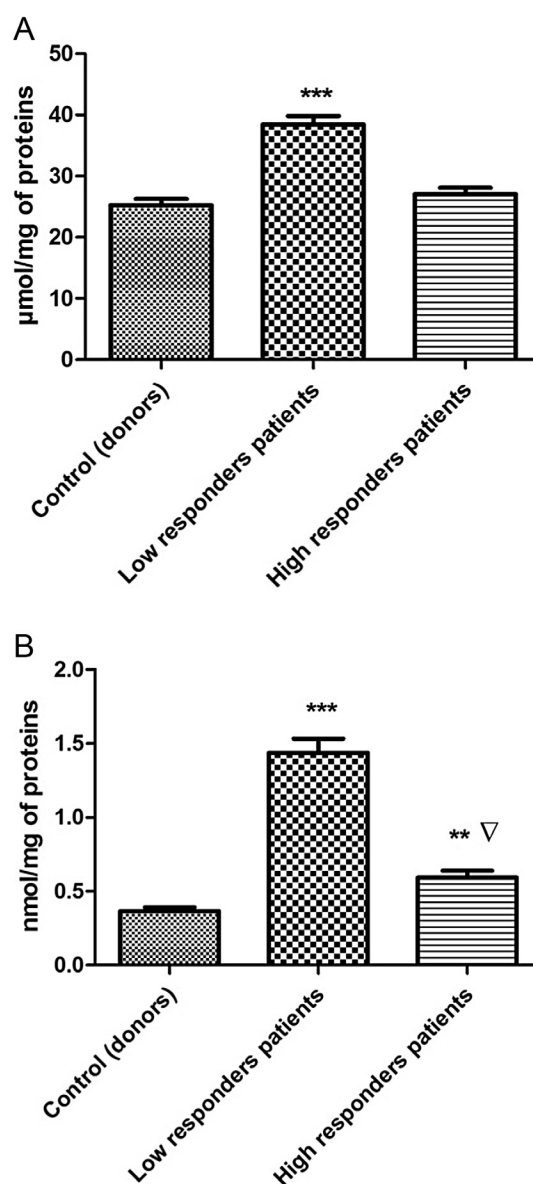 A
50
40
30
20
10
0
µmol/mg of proteins
***
Control (donors)
Low responders patients
High responders patients
B
2.0
1.5
1.0
0.5
0.0
nmol/mg of proteins
***
** ▽
Control (donors)
Low responders patients
High responders patients